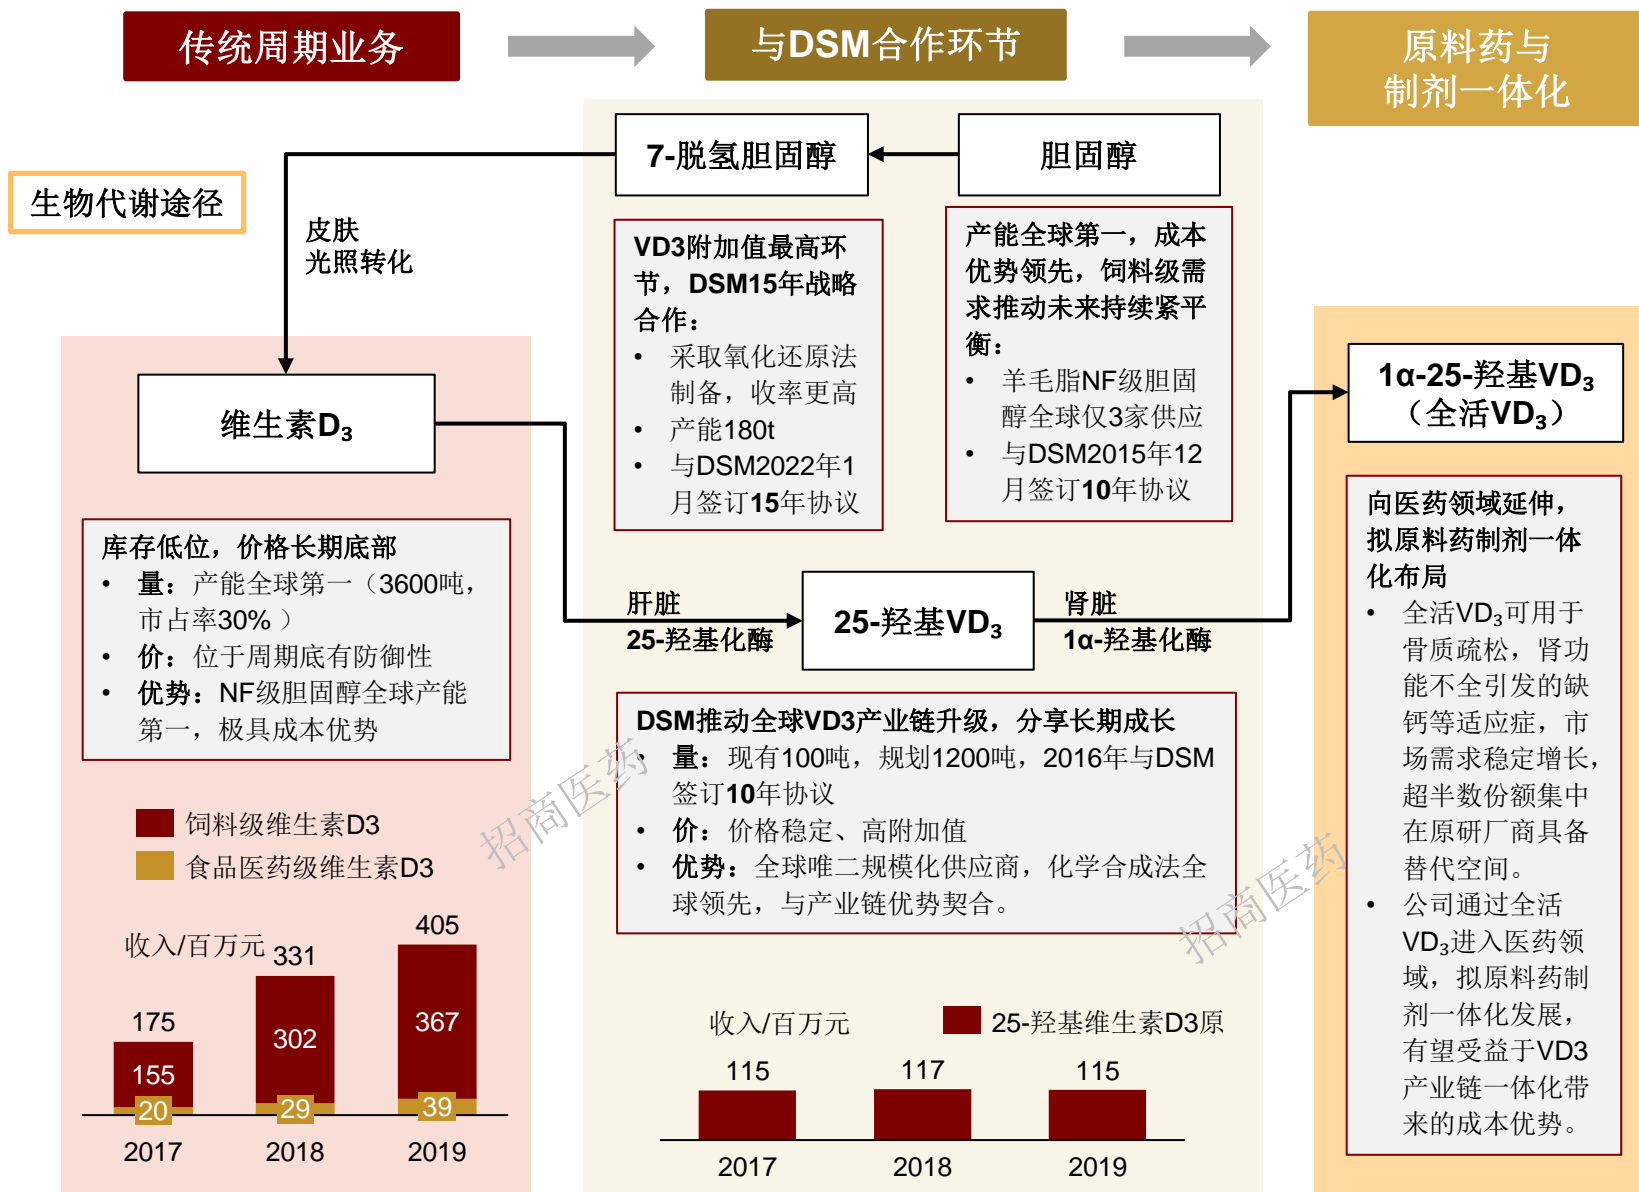 传统周期业务
与DSM合作环节
原料药与
制剂一体化
7-脱氢胆固醇
胆固醇
生物代谢途径
皮肤
光照转化
VD3附加值最高环
节，DSM15年战略
合作：
• 采取氧化还原法
制备，收率更高
• 产能180t
• 与DSM2022年1
月签订15年协议
产能全球第一，成本
优势领先，饲料级需
求推动未来持续紧平
衡：
• 羊毛脂NF级胆固
醇全球仅3家供应
• 与DSM2015年12
月签订10年协议
维生素D₃
1α-25-羟基VD₃
（全活VD₃）
库存低位，价格长期底部
• 量：产能全球第一（3600吨，
市占率30% ）
• 价：位于周期底有防御性
• 优势：NF级胆固醇全球产能
第一，极具成本优势
肝脏
25-羟基化酶
25-羟基VD₃
肾脏
1α-羟基化酶
向医药领域延伸，
拟原料药制剂一体
化布局
• 全活VD₃可用于
骨质疏松，肾功
能不全引发的缺
钙等适应症，市
场需求稳定增长，
超半数份额集中
在原研厂商具备
替代空间。
• 公司通过全活
VD₃进入医药领
域，拟原料药制
剂一体化发展，
有望受益于VD3
产业链一体化带
来的成本优势。
DSM推动全球VD3产业链升级，分享长期成长
• 量：现有100吨，规划1200吨，2016年与DSM
签订10年协议
• 价：价格稳定、高附加值
• 优势：全球唯二规模化供应商，化学合成法全
球领先，与产业链优势契合。
招商医药
招商医药
饲料级维生素D3
食品医药级维生素D3
收入/百万元
175
331
405
155
302
367
20
29
39
2017
2018
2019
收入/百万元
25-羟基维生素D3原
115
117
115
2017
2018
2019